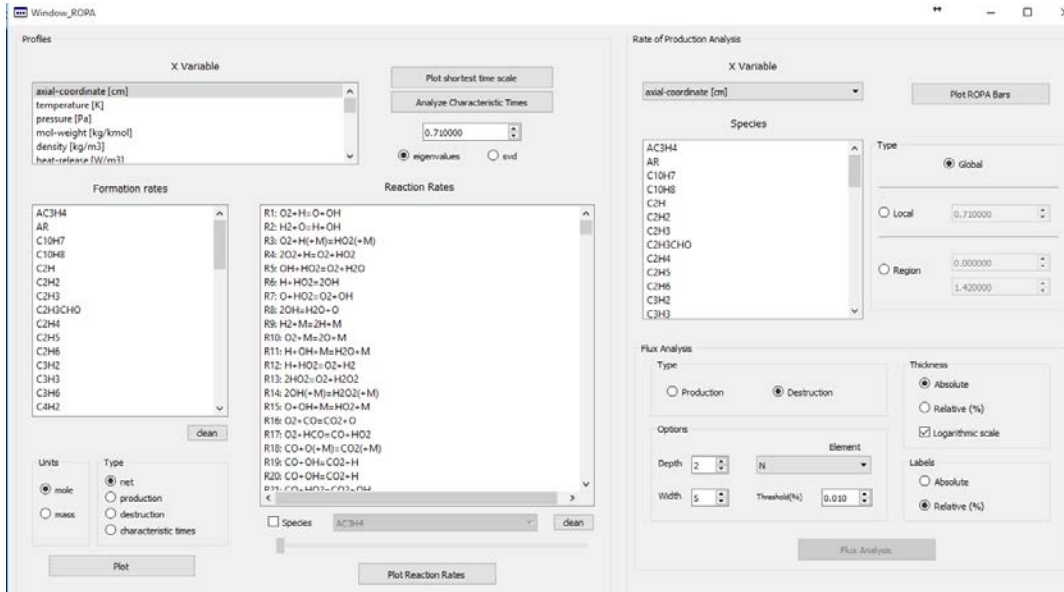 Window_ROPA
Profiles
X Variable
axial-coordinate [cm]
temperature [K]
pressure [Pa]
mol-weight [kg/kmol]
density [kg/m3]
heat-release [W/m3]
Plot shortest time scale
Analyze Characteristic Times
0.710000
eigenvalues
svd
Formation rates
AC3H4
AR
C10H7
C10H8
C2H
C2H2
C2H3
C2H3CHO
C2H4
C2H5
C2H6
C3H2
C3H3
C3H6
C4H2
clean
Units
mole
mass
Type
net
production
destruction
characteristic times
Plot
Reaction Rates
R1: O2+H=O+OH
R2: H2+O=H+OH
R3: O2+H(+M)=HO2(+M)
R4: 2O2+H=O2+HO2
R5: OH+HO2=O2+H2O
R6: H+HO2=2OH
R7: O+HO2=O2+OH
R8: 2OH=H2O+O
R9: H2+M=2H+M
R10: O2+M=2O+M
R11: H+OH+M=H2O+M
R12: H+HO2=O2+H2
R13: 2HO2=O2+H2O2
R14: 2OH(+M)=H2O2(+M)
R15: O+OH+M=HO2+M
R16: O2+CO=CO2+O
R17: O2+HCO=CO+HO2
R18: CO+O(+M)=CO2(+M)
R19: CO+OH=CO2+H
R20: CO+OH=CO2+H
R21: CO+HO2=CO2+OH
Species
AC3H4
clean
Plot Reaction Rates
Rate of Production Analysis
X Variable
axial-coordinate [cm]
Plot ROPA Bars
Species
AC3H4
AR
C10H7
C10H8
C2H
C2H2
C2H3
C2H3CHO
C2H4
C2H5
C2H6
C3H2
C3H3
Type
Global
Local
0.710000
Region
0.000000
1.420000
Flux Analysis
Type
Production
Destruction
Options
Element
Depth 2
N
Width 5
Threshold(%) 0.010
Thickness
Absolute
Relative (%)
Logarithmic scale
Labels
Absolute
Relative (%)
Flux Analysis